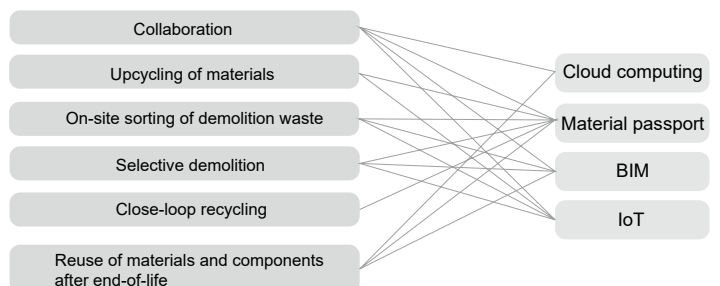 Collaboration
Upcycling of materials
On-site sorting of demolition waste
Selective demolition
Close-loop recycling
Reuse of materials and components
after end-of-life
Cloud computing
Material passport
BIM
IoT